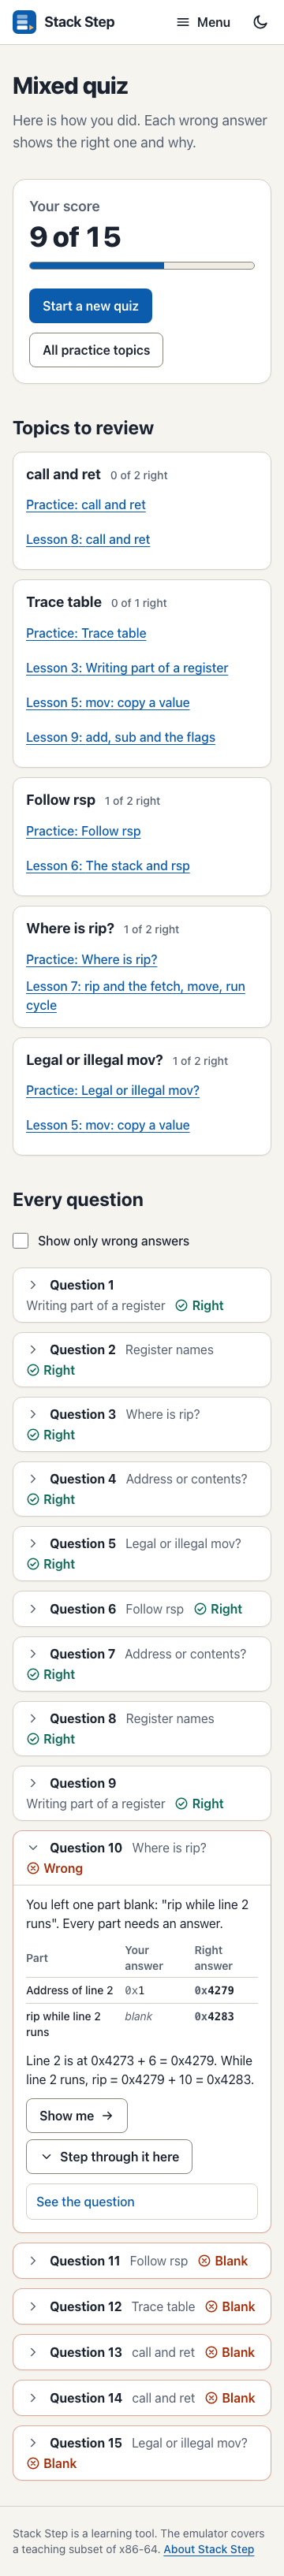 Stack Step
Menu
Mixed quiz
Here is how you did. Each wrong answer
shows the right one and why.
Your score
9 of 15
Start a new quiz
All practice topics
Topics to review
call and ret 0 of 2 right
Practice: call and ret
Lesson 8: call and ret
Trace table 0 of 1 right
Practice: Trace table
Lesson 3: Writing part of a register
Lesson 5: mov: copy a value
Lesson 9: add, sub and the flags
Follow rsp 1 of 2 right
Practice: Follow rsp
Lesson 6: The stack and rsp
Where is rip? 1 of 2 right
Practice: Where is rip?
Lesson 7: rip and the fetch, move, run
cycle
Legal or illegal mov? 1 of 2 right
Practice: Legal or illegal mov?
Lesson 5: mov: copy a value
Every question
Show only wrong answers
Question 1
Writing part of a register Right
Question 2 Register names
Right
Question 3 Where is rip?
Right
Question 4 Address or contents?
Right
Question 5 Legal or illegal mov?
Right
Question 6 Follow rsp Right
Question 7 Address or contents?
Right
Question 8 Register names
Right
Question 9
Writing part of a register Right
Question 10 Where is rip?
Wrong
You left one part blank: "rip while line 2
runs". Every part needs an answer.
Part Your answer Right answer
Address of line 2 0x1 0x4279
rip while line 2 runs blank 0x4283
Line 2 is at 0x4273 + 6 = 0x4279. While
line 2 runs, rip = 0x4279 + 10 = 0x4283.
Show me
Step through it here
See the question
Question 11 Follow rsp Blank
Question 12 Trace table Blank
Question 13 call and ret Blank
Question 14 call and ret Blank
Question 15 Legal or illegal mov?
Blank
Stack Step is a learning tool. The emulator covers
a teaching subset of x86-64. About Stack Step